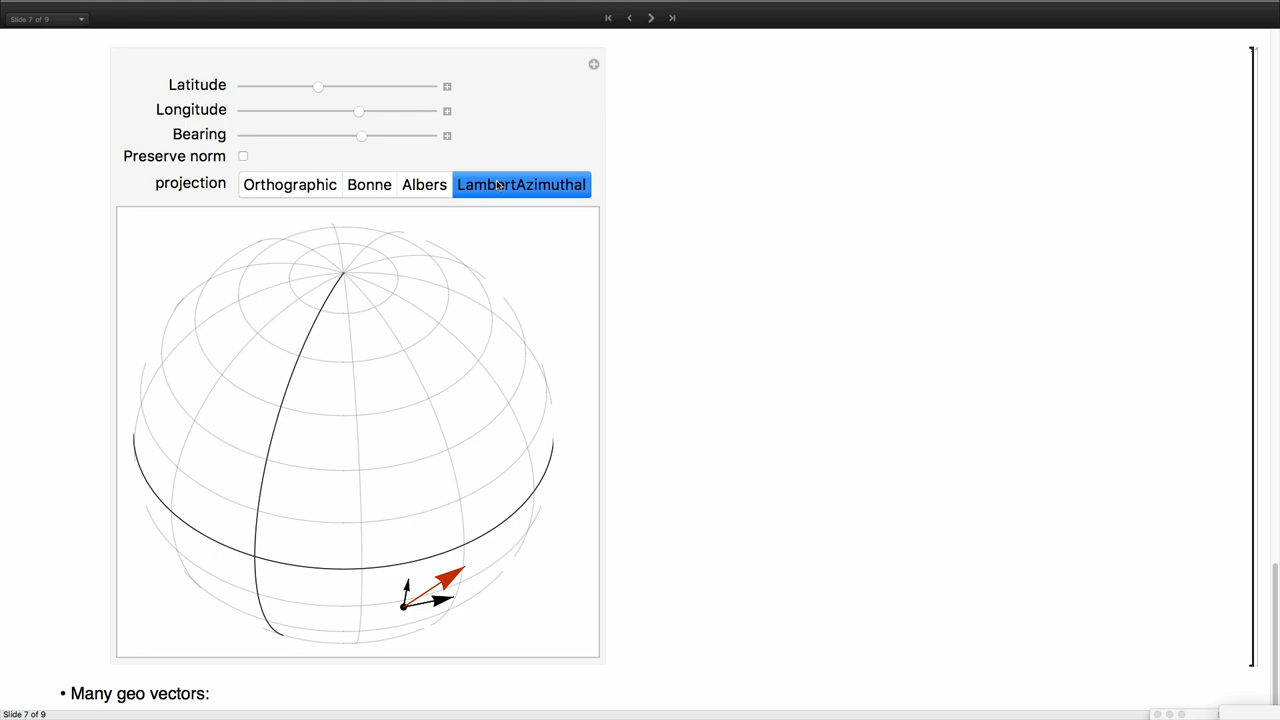 Slide 7 of 9
Latitude
Longitude
Bearing
Preserve norm
projection Orthographic Bonne Albers LambertAzimuthal
• Many geo vectors:
Slide 7 of 9